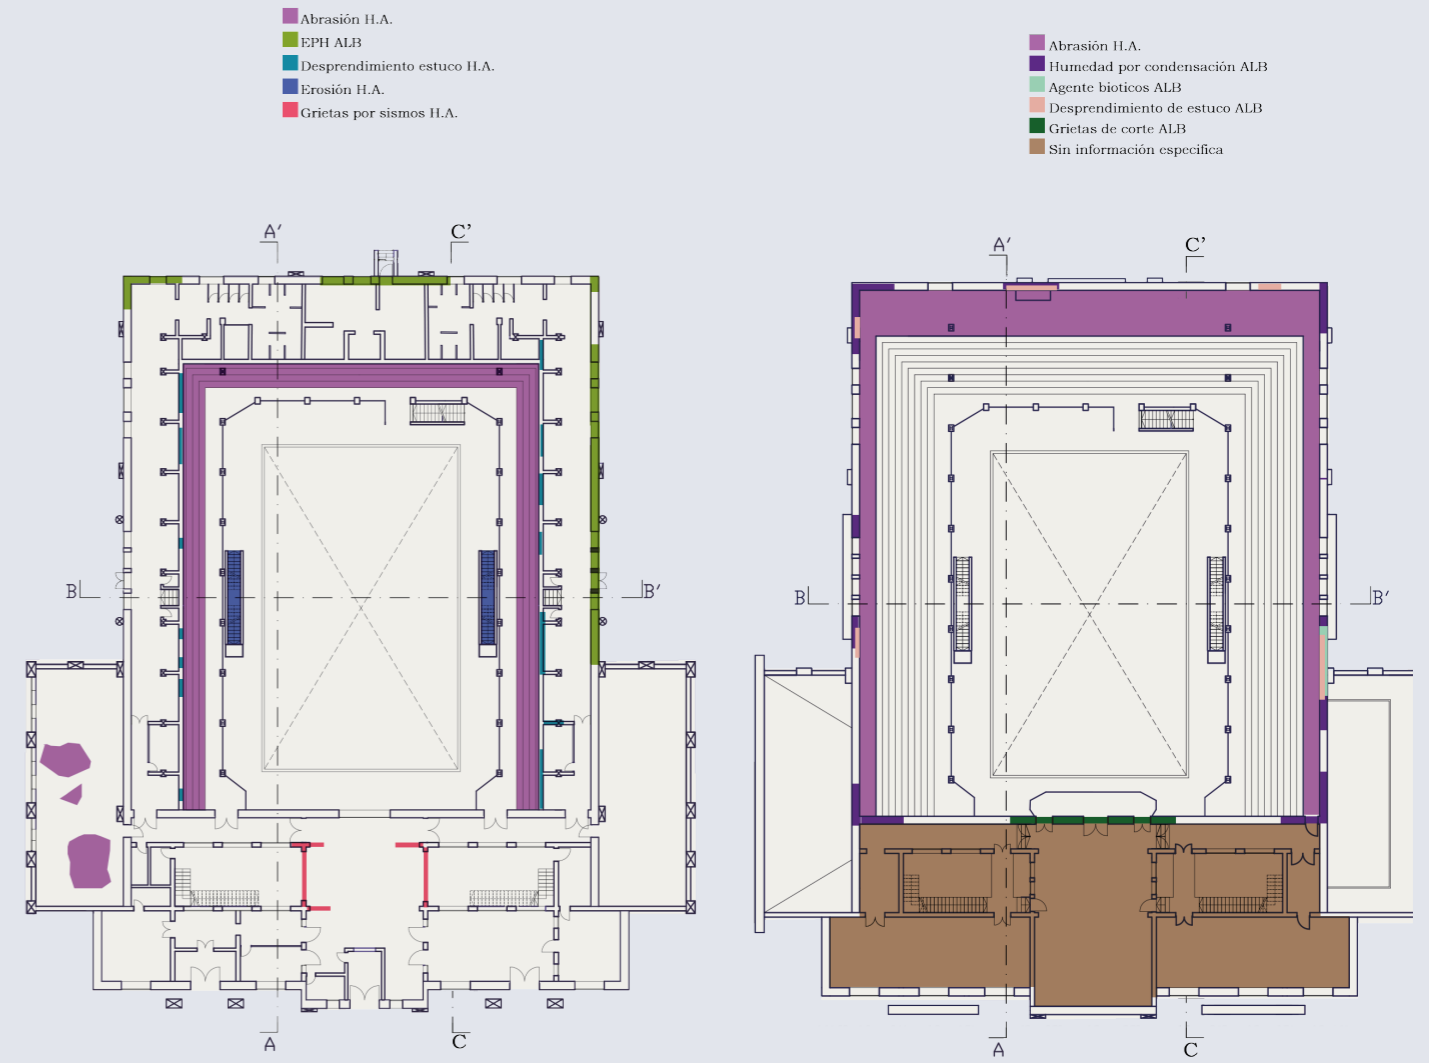 Abrasión H.A.
EPH ALB
Desprendimiento estuco H.A.
Erosión H.A.
Grietas por sismos H.A.
Abrasión H.A.
Humedad por condensación ALB
Agente bioticos ALB
Desprendimiento de estuco ALB
Grietas de corte ALB
Sin información especifica
A'
C'
B
B'
A
C
A'
C'
B
B'
A
C